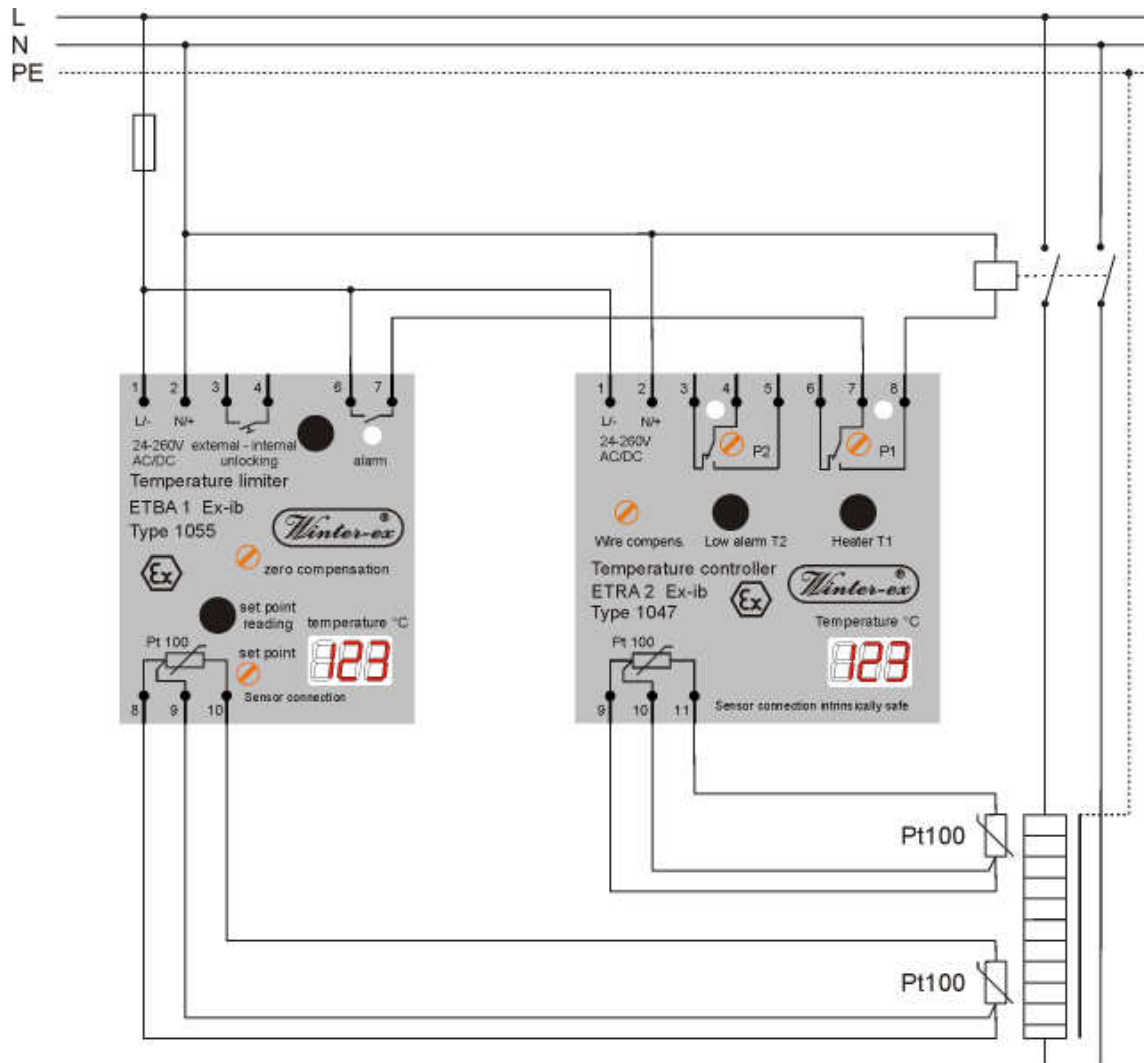 L
N
PE
1 2 3 4 6 7
L/- N/+
24-260V external - internal
AC/DC unlocking alarm
Temperature limiter
ETBA 1 Ex-ib
Type 1055
Winter-ex ®
Ex
zero compensation
set point
reading
temperature °C
Pt 100
set point
123
Sensor connection
8 9 10
1 2 3 4 5 6 7 8
L/- N/+
24-260V
AC/DC
P2 P1
Wire compens. Low alarm T2 Heater T1
Temperature controller
ETRA 2 Ex-ib
Type 1047
Ex
Winter-ex ®
Temperature °C
Pt 100
123
Sensor connection intrinsically safe
9 10 11
Pt100
Pt100